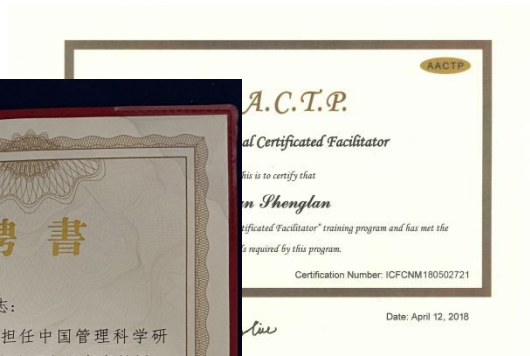 AACTP
A.C.T.P.
al Certificated Facilitator
his is to certify that
n Shenglan
tificated Facilitator" training program and has met the
s required by this program.
Certification Number: ICFCNM180502721
Date: April 12, 2018
聘 书
志:
担任中国管理科学研